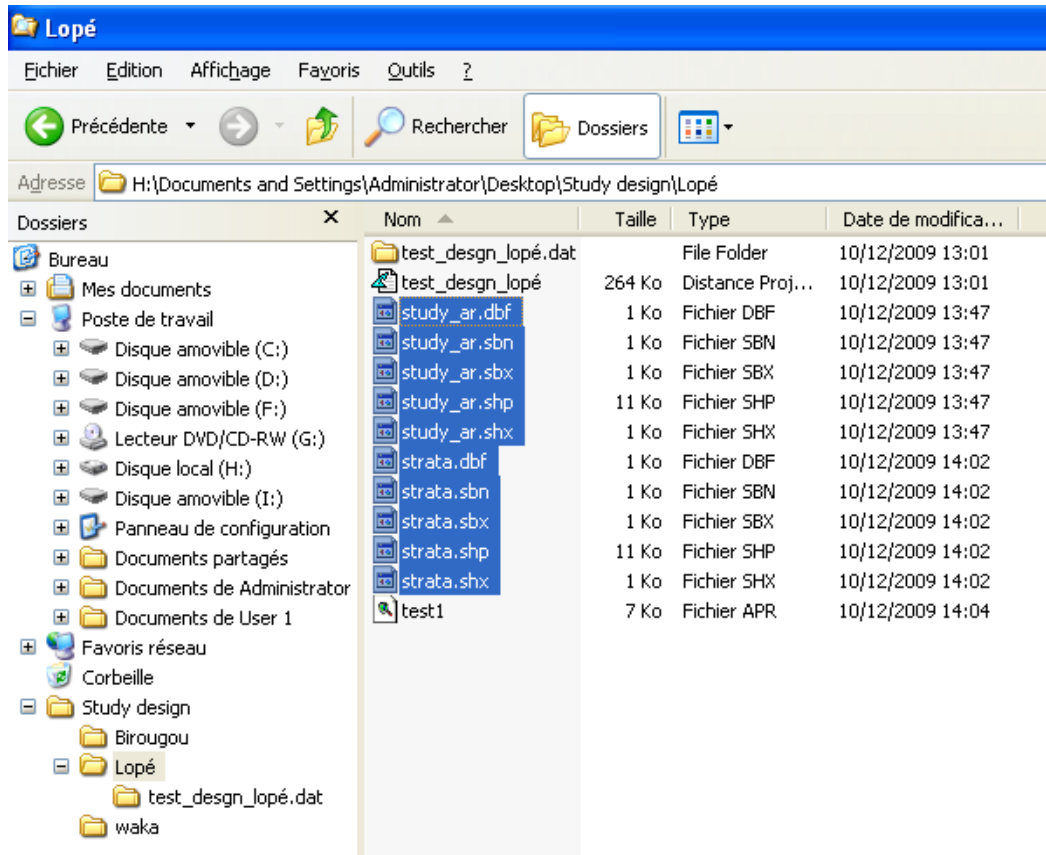 Lopé
Fichier Edition Affichage Favoris Outils ?
Précédente Rechercher Dossiers
Adresse H:\Documents and Settings\Administrator\Desktop\Study design\Lopé
Dossiers X
Bureau
Mes documents
Poste de travail
Disque amovible (C:)
Disque amovible (D:)
Disque amovible (F:)
Lecteur DVD/CD-RW (G:)
Disque local (H:)
Disque amovible (I:)
Panneau de configuration
Documents partagés
Documents de Administrator
Documents de User 1
Favoris réseau
Corbeille
Study design
Birougou
Lopé
test_desgn_lopé.dat
waka
Nom Taille Type Date de modifica...
test_desgn_lopé.dat File Folder 10/12/2009 13:01
test_desgn_lopé 264 Ko Distance Proj... 10/12/2009 13:01
study_ar.dbf 1 Ko Fichier DBF 10/12/2009 13:47
study_ar.sbn 1 Ko Fichier SBN 10/12/2009 13:47
study_ar.sbx 1 Ko Fichier SBX 10/12/2009 13:47
study_ar.shp 11 Ko Fichier SHP 10/12/2009 13:47
study_ar.shx 1 Ko Fichier SHX 10/12/2009 13:47
strata.dbf 1 Ko Fichier DBF 10/12/2009 14:02
strata.sbn 1 Ko Fichier SBN 10/12/2009 14:02
strata.sbx 1 Ko Fichier SBX 10/12/2009 14:02
strata.shp 11 Ko Fichier SHP 10/12/2009 14:02
strata.shx 1 Ko Fichier SHX 10/12/2009 14:02
test1 7 Ko Fichier APR 10/12/2009 14:04